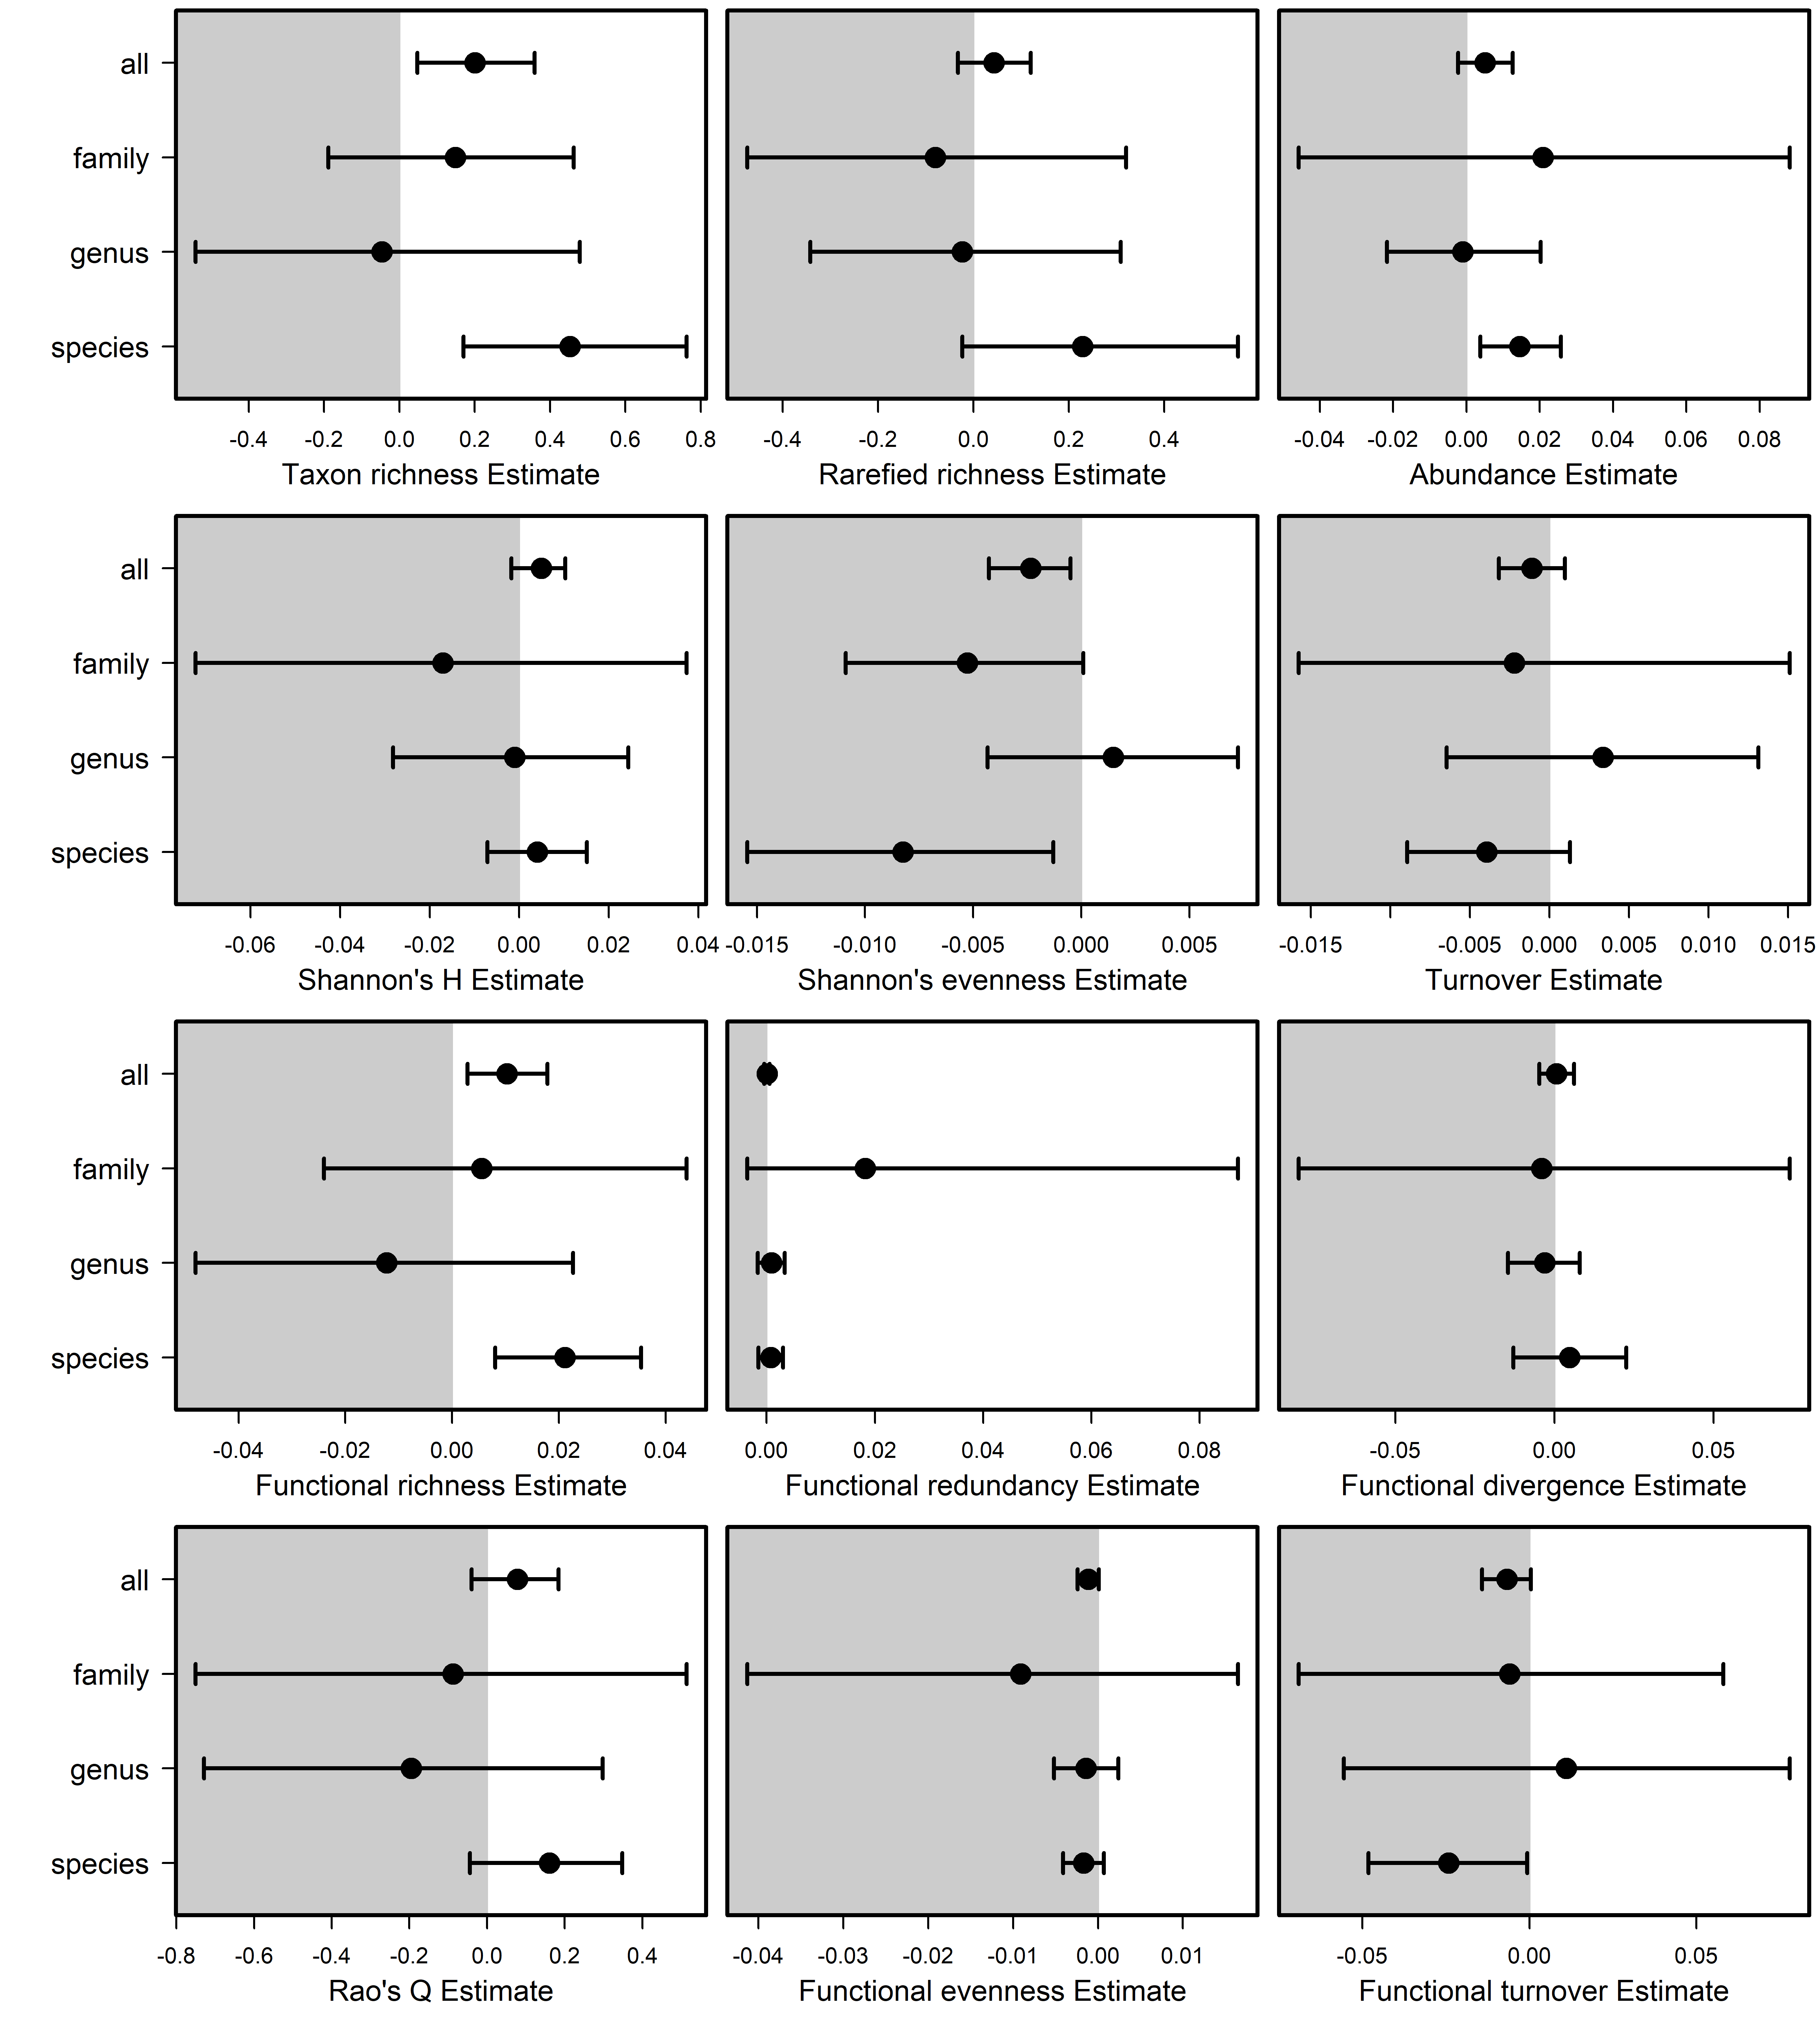 all
family
genus
species
-0.4 -0.2 0.0 0.2 0.4 0.6 0.8
Taxon richness Estimate
-0.4 -0.2 0.0 0.2 0.4
Rarefied richness Estimate
-0.04 -0.02 0.00 0.02 0.04 0.06 0.08
Abundance Estimate
all
family
genus
species
-0.06 -0.04 -0.02 0.00 0.02 0.04
Shannon's H Estimate
-0.015 -0.010 -0.005 0.000 0.005
Shannon's evenness Estimate
-0.015 -0.005 0.000 0.005 0.010 0.015
Turnover Estimate
all
family
genus
species
-0.04 -0.02 0.00 0.02 0.04
Functional richness Estimate
0.00 0.02 0.04 0.06 0.08
Functional redundancy Estimate
-0.05 0.00 0.05
Functional divergence Estimate
all
family
genus
species
-0.8 -0.6 -0.4 -0.2 0.0 0.2 0.4
Rao's Q Estimate
-0.04 -0.03 -0.02 -0.01 0.00 0.01
Functional evenness Estimate
-0.05 0.00 0.05
Functional turnover Estimate